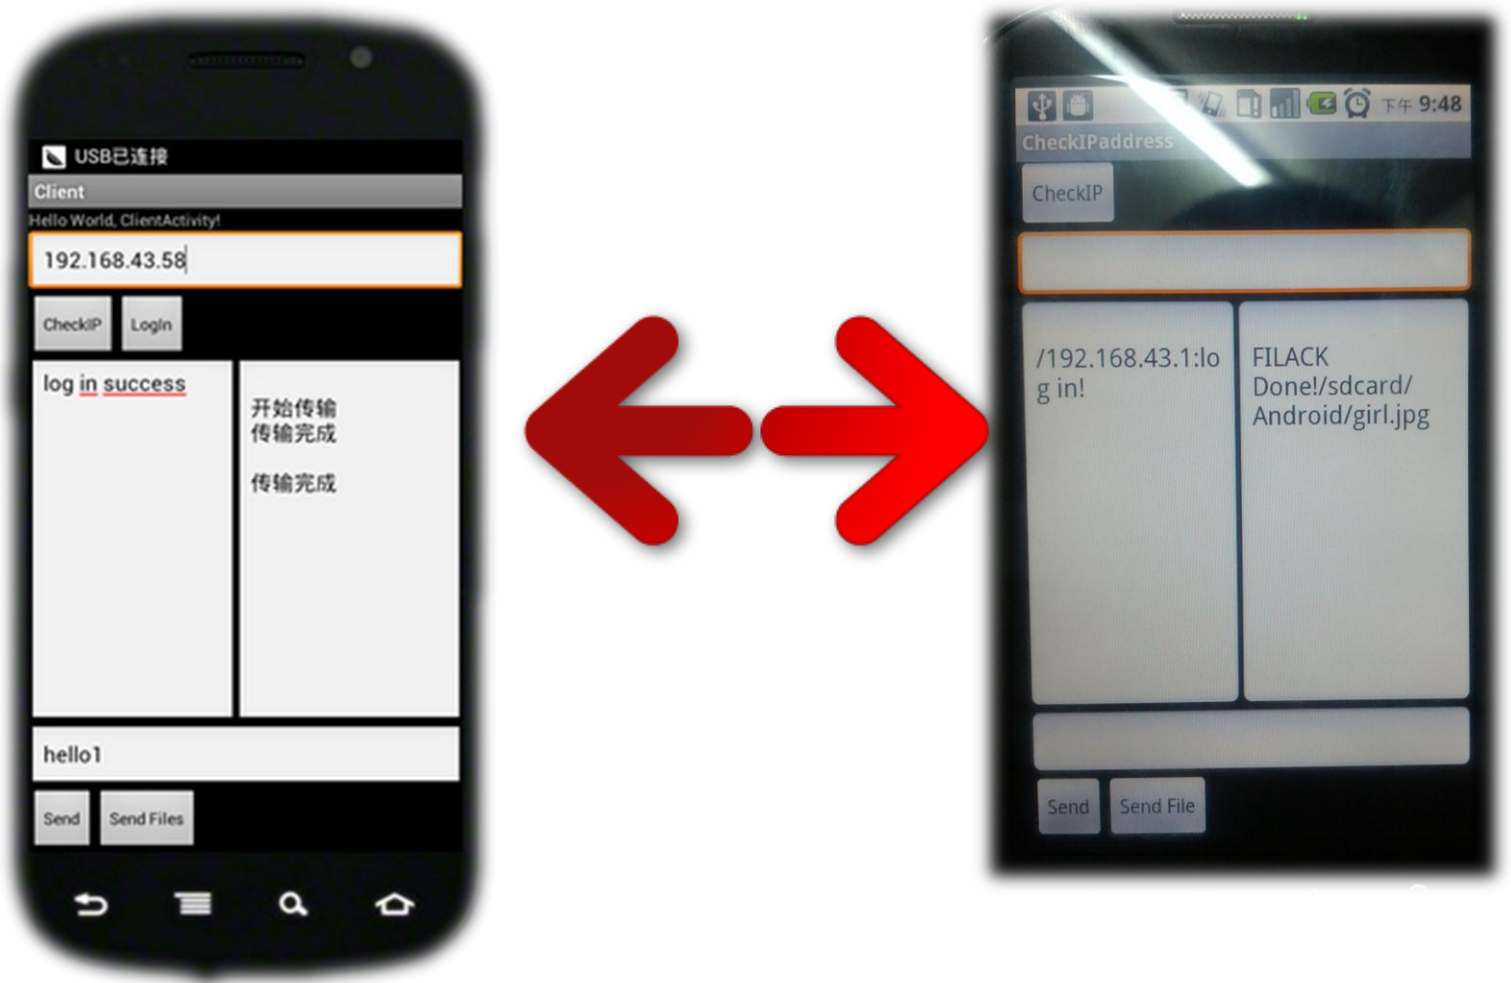 USB已连接
Client
Hello World, ClientActivity!
192.168.43.58
CheckIP
LogIn
log in success
开始传输
传输完成
传输完成
hello1
Send
Send Files
下午 9:48
CheckIPaddress
CheckIP
/192.168.43.1:lo
g in!
FILACK
Done!/sdcard/
Android/girl.jpg
Send
Send File